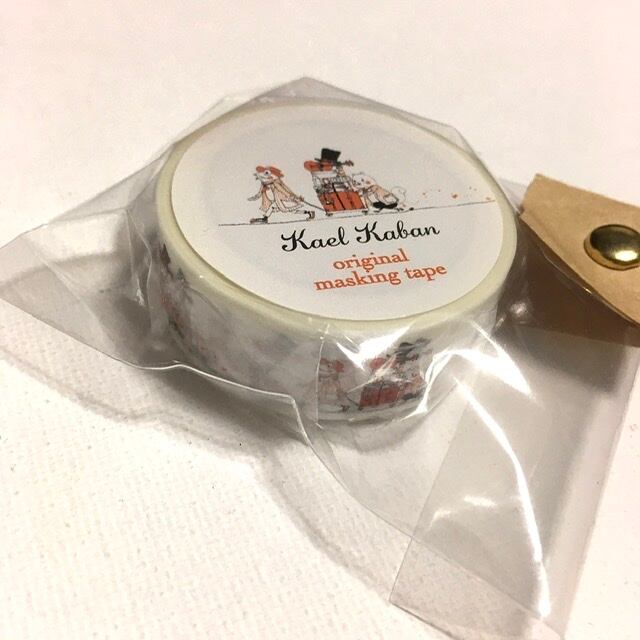 Kael Kaban
original
masking tape